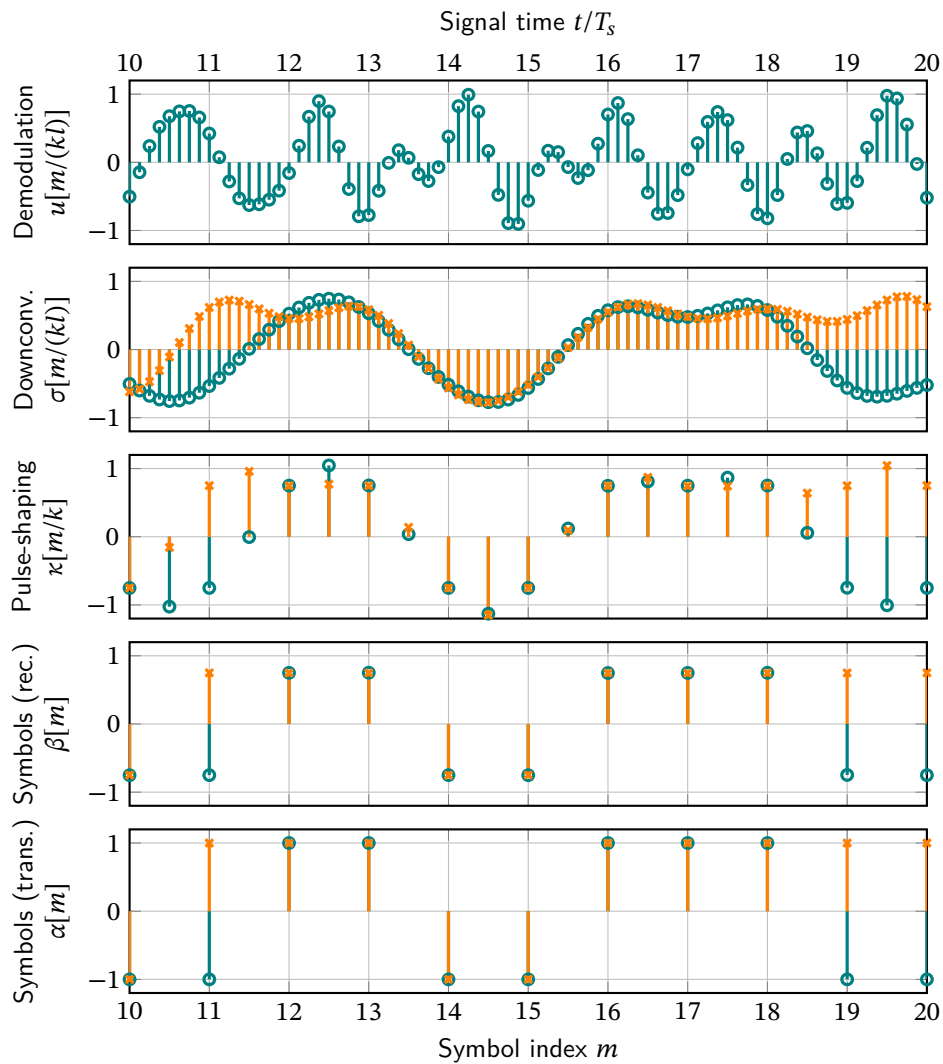 Signal time t/Tₛ
10 11 12 13 14 15 16 17 18 19 20
Demodulation
u[m/(kl)]
1
0
−1
Downconv.
σ[m/(kl)]
1
0
−1
Pulse-shaping
κ[m/k]
1
0
−1
Symbols (rec.)
β[m]
1
0
−1
Symbols (trans.)
α[m]
1
0
−1
10 11 12 13 14 15 16 17 18 19 20
Symbol index m